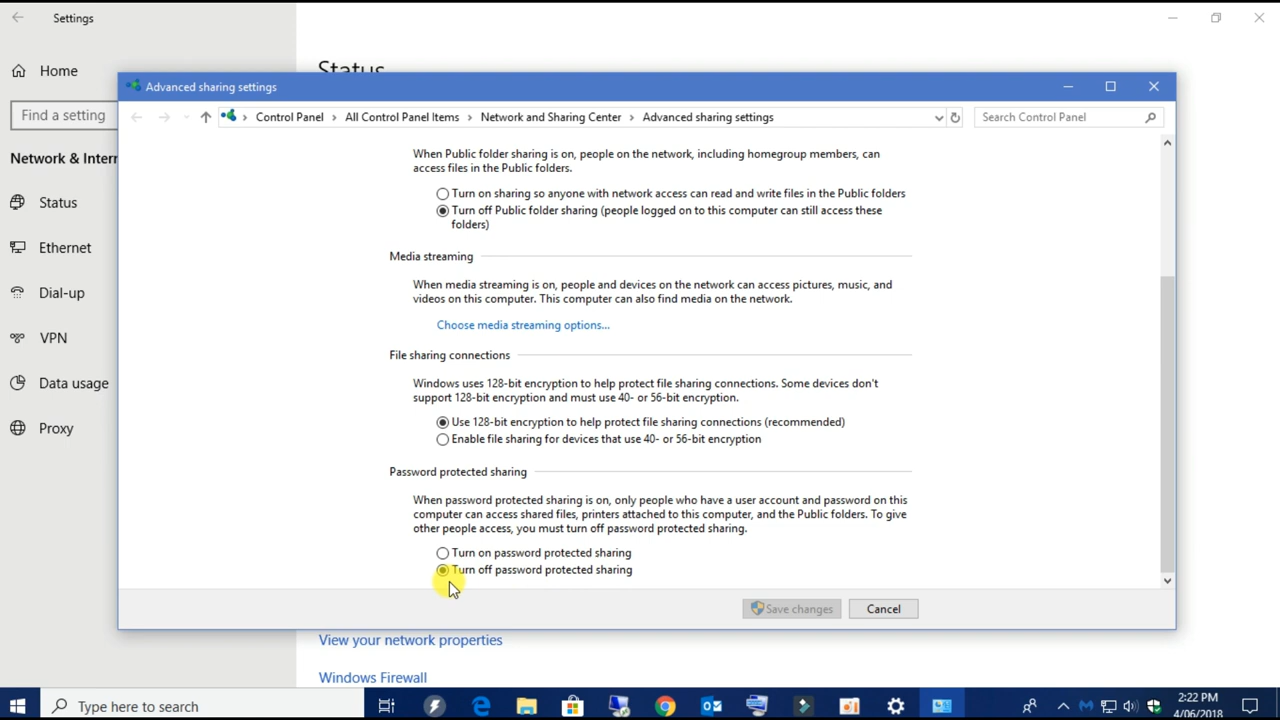 Settings
Status
Home
Advanced sharing settings
Control Panel › All Control Panel Items › Network and Sharing Center › Advanced sharing settings
Search Control Panel
Find a setting
When Public folder sharing is on, people on the network, including homegroup members, can
access files in the Public folders.
Network & Intern
Turn on sharing so anyone with network access can read and write files in the Public folders
Status
Turn off Public folder sharing (people logged on to this computer can still access these
folders)
Ethernet
Media streaming
When media streaming is on, people and devices on the network can access pictures, music, and
videos on this computer. This computer can also find media on the network.
Dial-up
Choose media streaming options...
VPN
File sharing connections
Windows uses 128-bit encryption to help protect file sharing connections. Some devices don't
support 128-bit encryption and must use 40- or 56-bit encryption.
Data usage
Use 128-bit encryption to help protect file sharing connections (recommended)
Proxy
Enable file sharing for devices that use 40- or 56-bit encryption
Password protected sharing
When password protected sharing is on, only people who have a user account and password on this
computer can access shared files, printers attached to this computer, and the Public folders. To give
other people access, you must turn off password protected sharing.
Turn on password protected sharing
Turn off password protected sharing
Save changes
Cancel
View your network properties
Windows Firewall
Type here to search
2:22 PM
4/06/2018